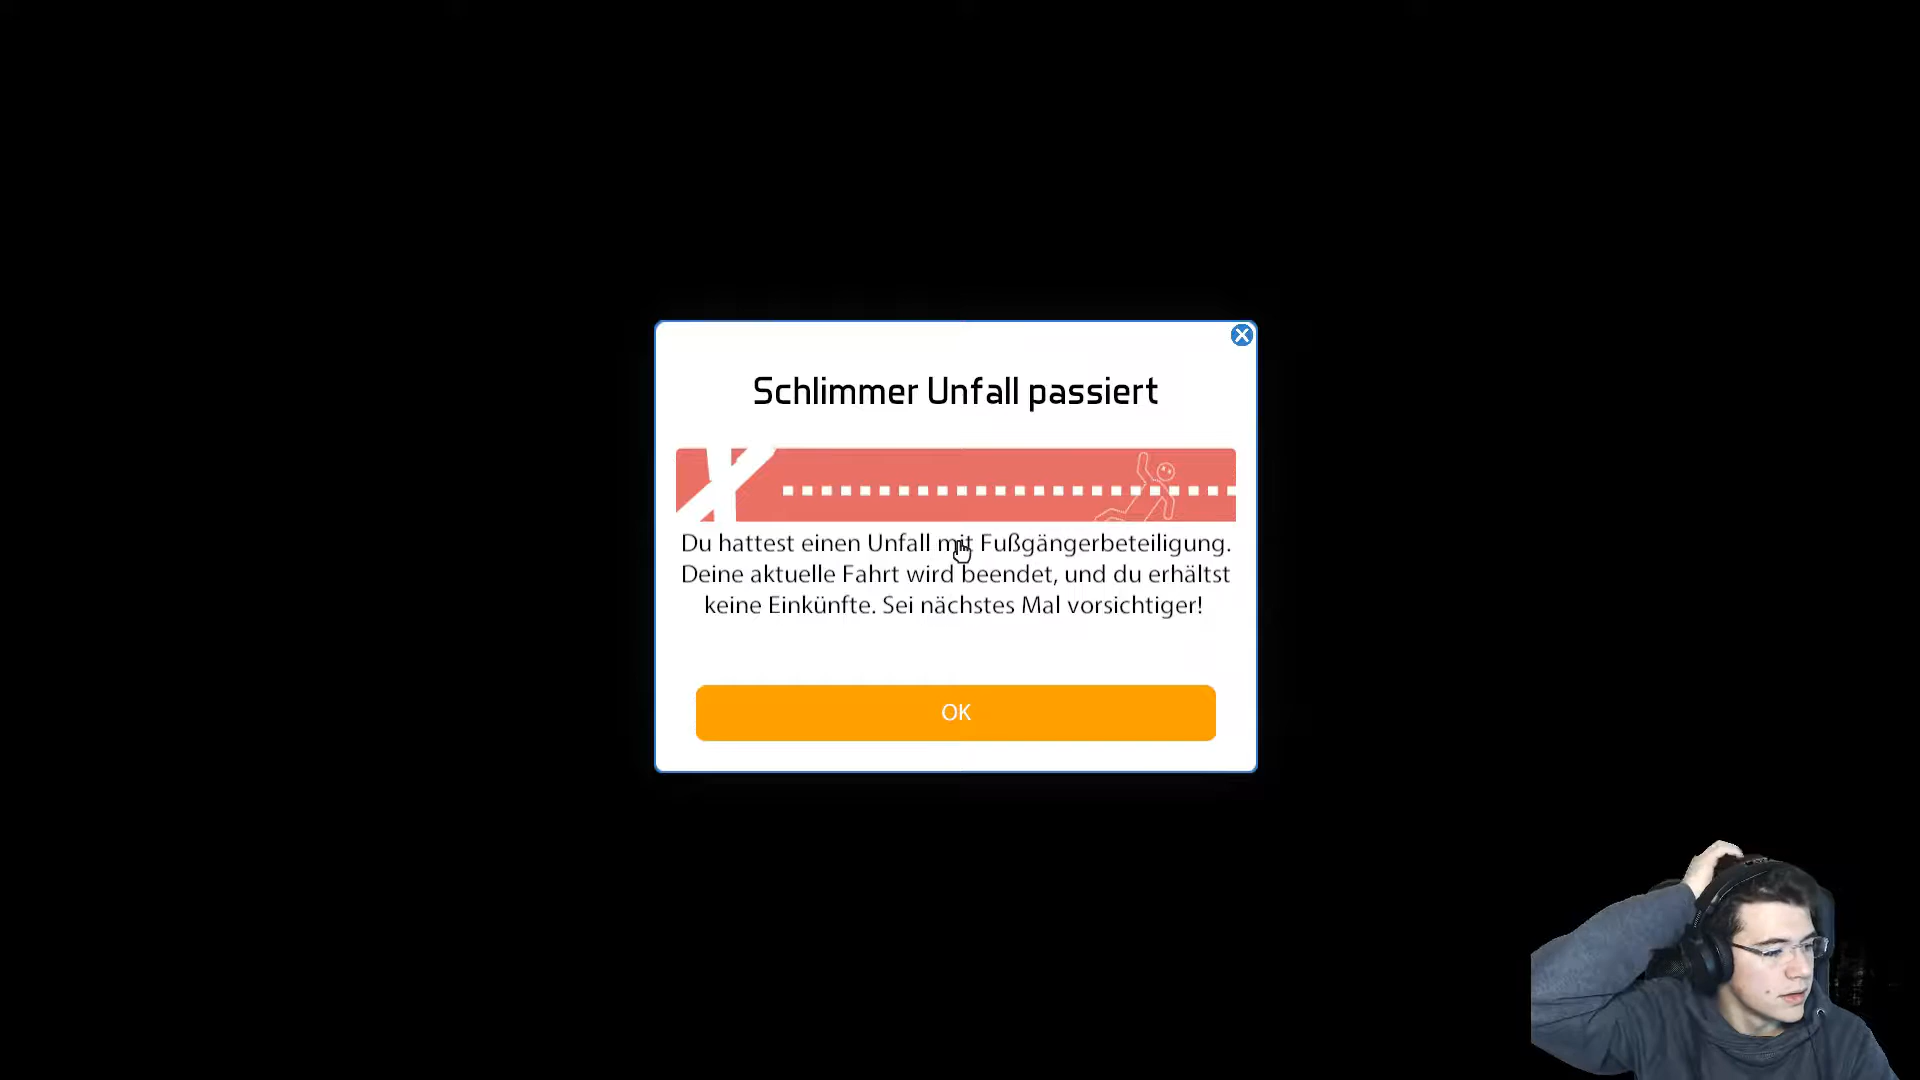 Schlimmer Unfall passiert
Du hattest einen Unfall mit Fußgängerbeteiligung.
Deine aktuelle Fahrt wird beendet, und du erhältst
keine Einkünfte. Sei nächstes Mal vorsichtiger!
OK